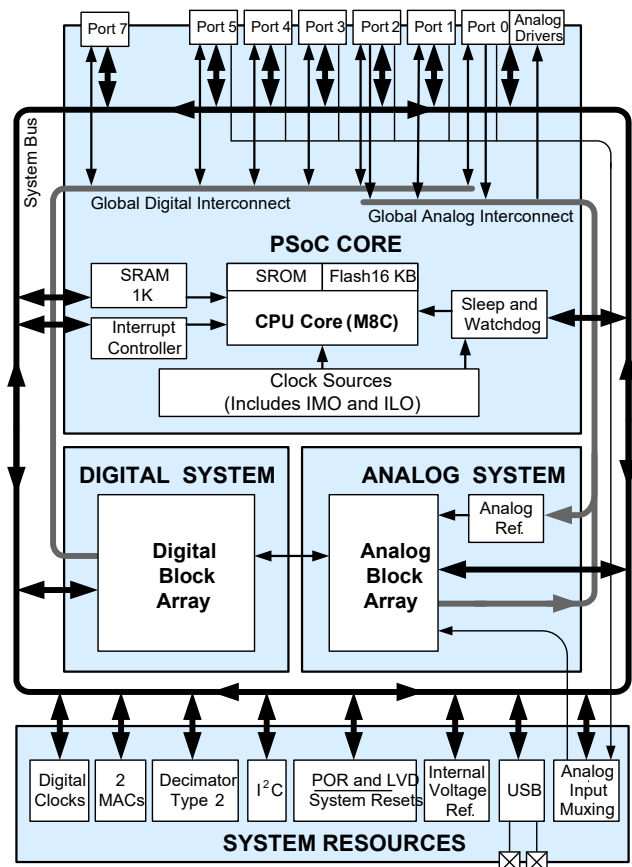 Port 7
Port 5
Port 4
Port 3
Port 2
Port 1
Port 0
Analog
Drivers
System Bus
Global Digital Interconnect
Global Analog Interconnect
PSoC CORE
SRAM
1K
SROM
Flash16 KB
CPU Core (M8C)
Sleep and
Watchdog
Interrupt
Controller
Clock Sources
(Includes IMO and ILO)
DIGITAL SYSTEM
ANALOG SYSTEM
Digital
Block
Array
Analog
Block
Array
Analog
Ref.
Digital
Clocks
2
MACs
Decimator
Type 2
I2C
POR and LVD
System Resets
Internal
Voltage
Ref.
USB
Analog
Input
Muxing
SYSTEM RESOURCES